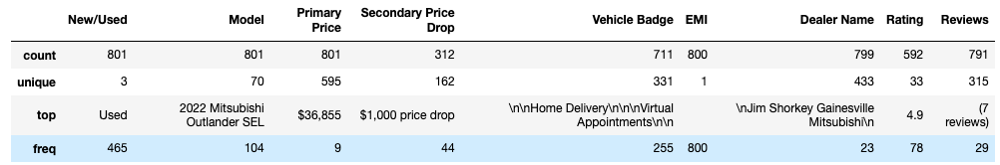 New/Used Model Primary Price Secondary Price Drop Vehicle Badge EMI Dealer Name Rating Reviews
count 801 801 801 312 711 800 799 592 791
unique 3 70 595 162 331 1 433 33 315
top Used 2022 Mitsubishi Outlander SEL $36,855 $1,000 price drop \n\nHome Delivery\n\n\nVirtual Appointments\n\n \nJim Shorkey Gainesville Mitsubishi\n 4.9 (7 reviews)
freq 465 104 9 44 255 800 23 78 29